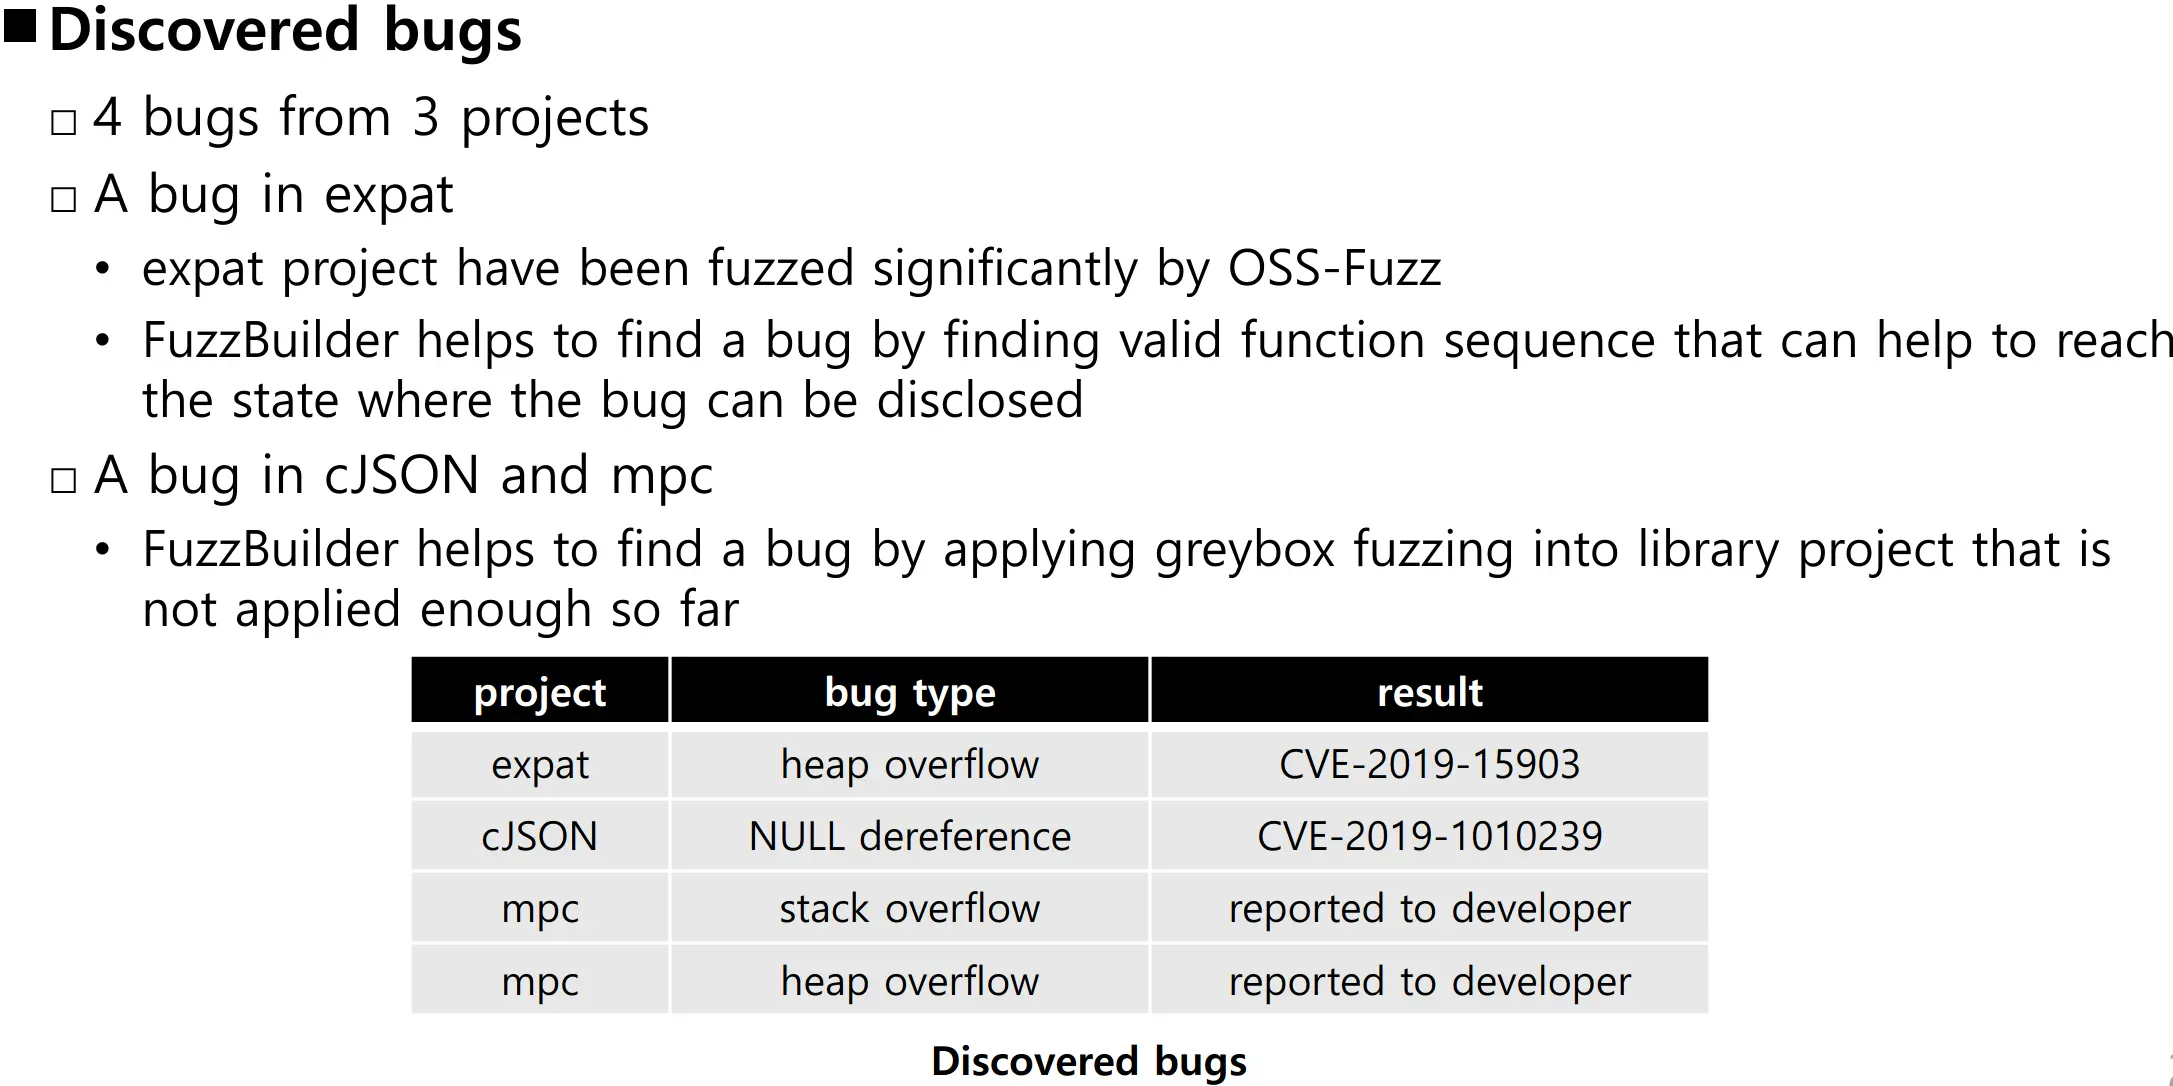 ■ Discovered bugs
□ 4 bugs from 3 projects
□ A bug in expat
• expat project have been fuzzed significantly by OSS-Fuzz
• FuzzBuilder helps to find a bug by finding valid function sequence that can help to reach
the state where the bug can be disclosed
□ A bug in cJSON and mpc
• FuzzBuilder helps to find a bug by applying greybox fuzzing into library project that is
not applied enough so far
project bug type result
expat heap overflow CVE-2019-15903
cJSON NULL dereference CVE-2019-1010239
mpc stack overflow reported to developer
mpc heap overflow reported to developer
Discovered bugs